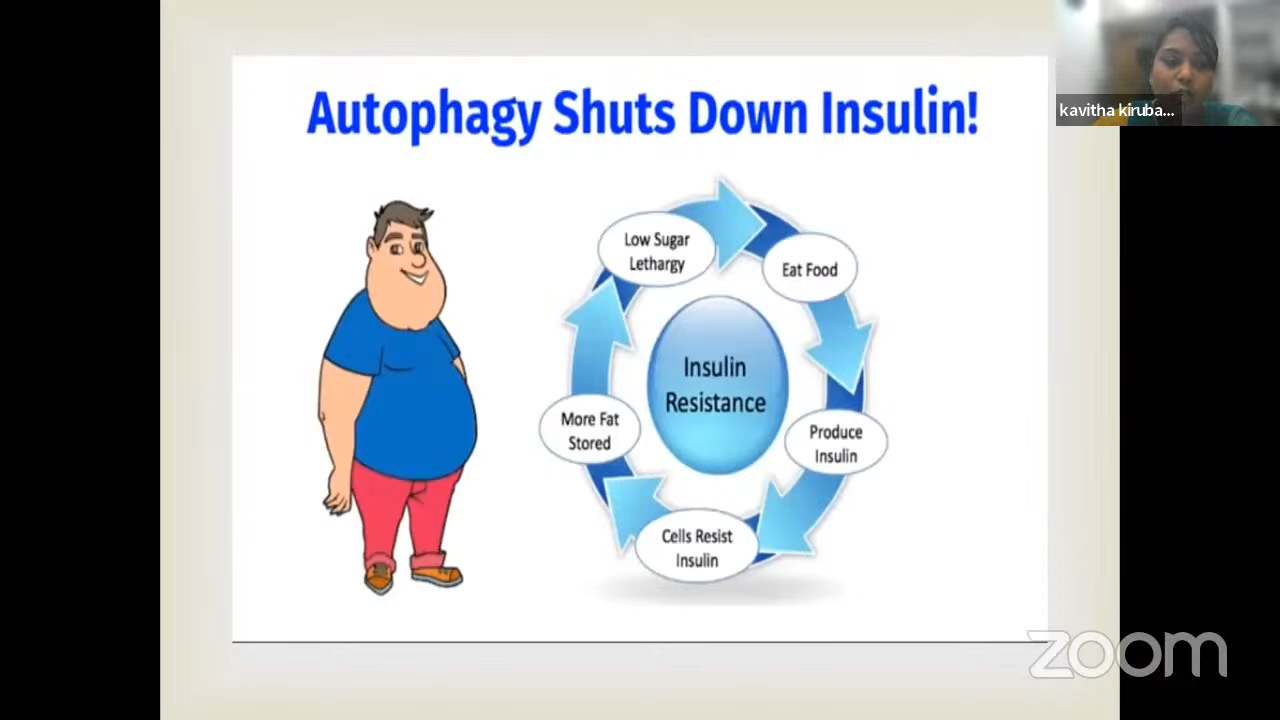 Autophagy Shuts Down Insulin!
kavitha kiruba...
Low Sugar
Lethargy
Eat Food
Insulin
Resistance
More Fat
Stored
Produce
Insulin
Cells Resist
Insulin
zoom